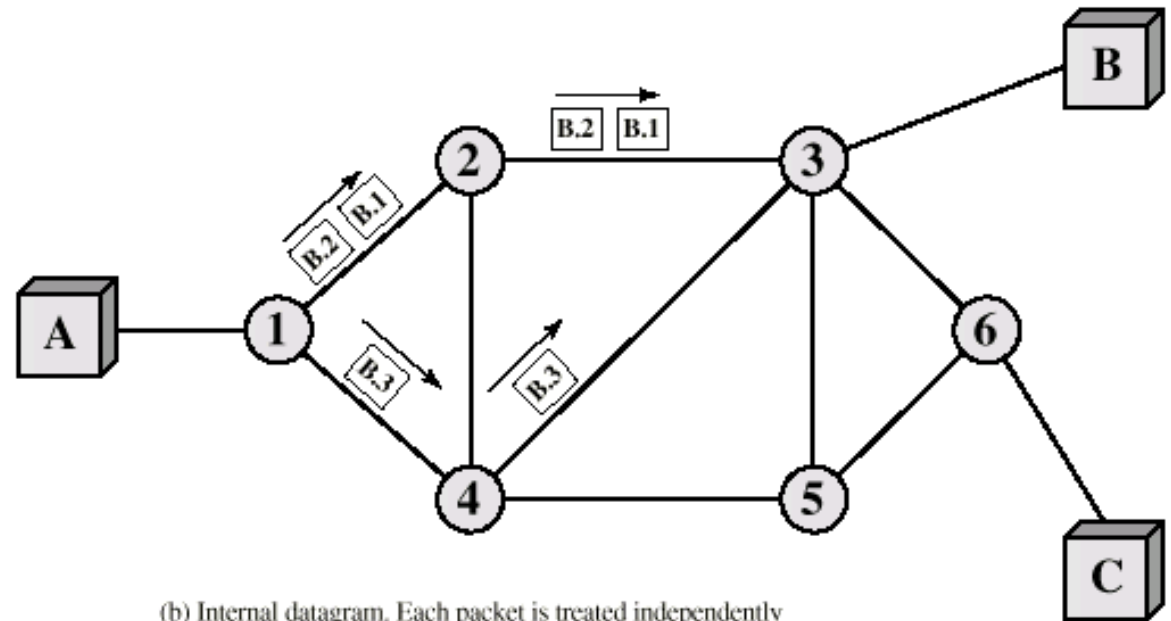 B
B.2 B.1
2
3
B.2 B.1
A
1
6
B.3
B.3
4
5
C
(b) Internal datagram. Each packet is treated independently